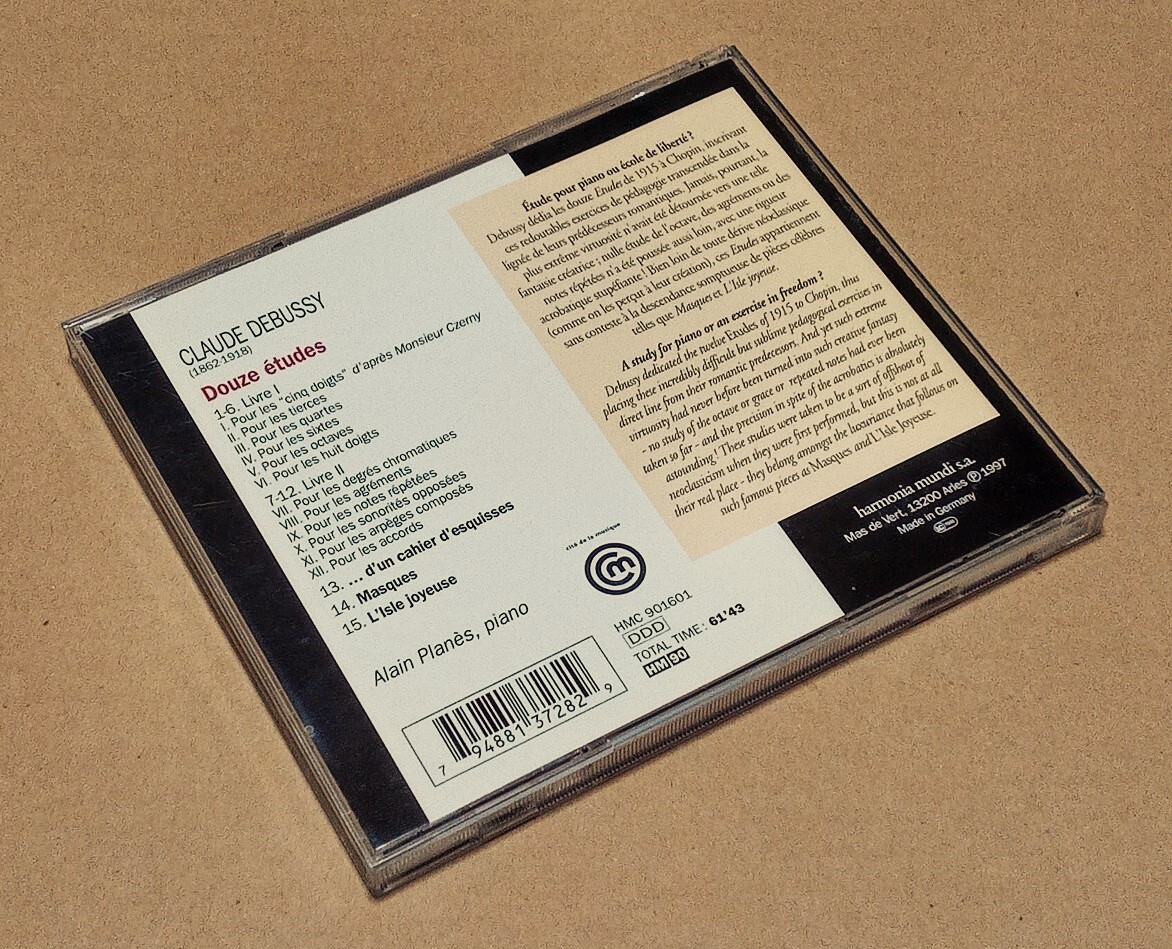 CLAUDE DEBUSSY
(1862-1918)
Douze études
1-6. Livre I
I. Pour les "cinq doigts" d'après Monsieur Czerny
II. Pour les tierces
III. Pour les quartes
IV. Pour les sixtes
V. Pour les octaves
VI. Pour les huit doigts
7-12. Livre II
VII. Pour les degrés chromatiques
VIII. Pour les agréments
IX. Pour les notes répétées
X. Pour les sonorités opposées
XI. Pour les arpèges composés
XII. Pour les accords
13. ... d'un cahier d'esquisses
14. Masques
15. L'Isle joyeuse
Alain Planès, piano
7 94881 37282 9
cité de la musique
cm
HMC 901601
DDD
TOTAL TIME: 61'43
HM 90
Étude pour piano ou école de liberté ?
Debussy dédia les douze Etudes de 1915 à Chopin, inscrivant
ces redoutables exercices de pédagogie transcendée dans la
lignée de leurs prédécesseurs romantiques. Jamais, pourtant, la
plus extrême virtuosité n'avait été détournée vers une telle
fantaisie créatrice ; nulle étude de l'octave, des agréments ou des
notes répétées n'a été poussée aussi loin, avec une rigueur
acrobatique stupéfiante ! Bien loin de toute dérive néoclassique
(comme on les perçut à leur création), ces Etudes appartiennent
sans conteste à la descendance somptueuse de pièces célèbres
telles que Masques et L'Isle joyeuse.
A study for piano or an exercise in freedom ?
Debussy dedicated the twelve Etudes of 1915 to Chopin, thus
placing these incredibly difficult but sublime pedagogical exercises in
direct line from their romantic predecesors. And yet such extreme
virtuosity had never before been turned into such creative fantasy
- no study of the octave or grace or repeated notes had ever been
taken so far – and the precision in spite of the acrobatics is absolutely
astounding ! These studies were taken to be a sort of offshoot of
neoclasicism when they were first performed, but this is not at all
their real place - they belong amongst the luxuriance that follows on
such famous pieces as Masques and L'Isle Joyeuse.
harmonia mundi s.a.
Mas de Vert, 13200 Arles ℗ 1997
Made in Germany